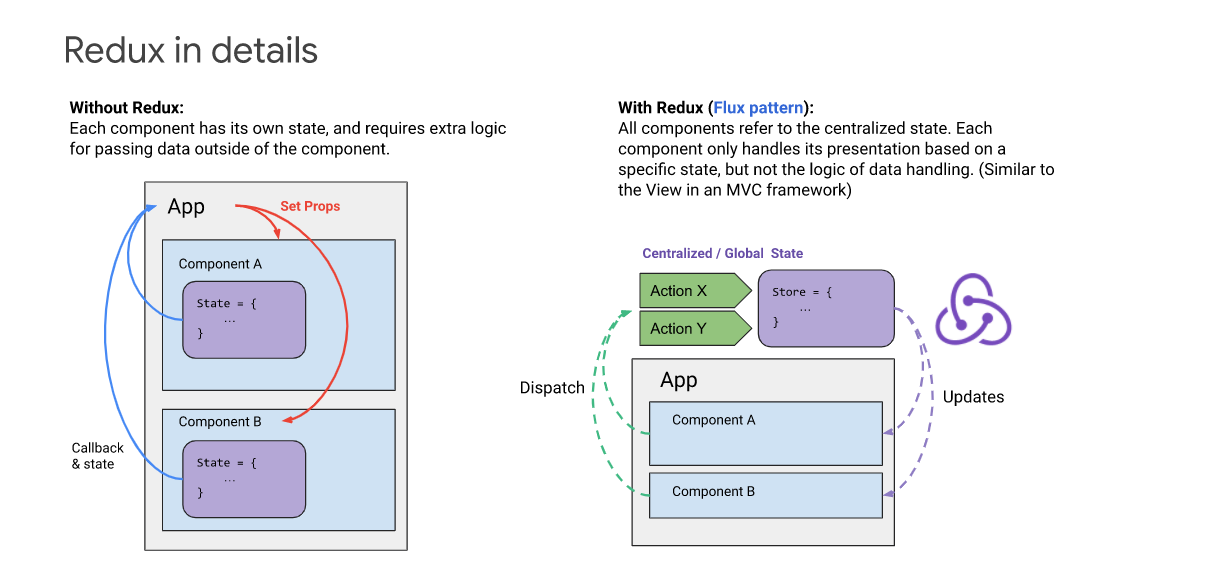 Redux in details
Without Redux:
Each component has its own state, and requires extra logic
for passing data outside of the component.
App
Set Props
Component A
State = {
...
}
Component B
State = {
...
}
Callback
& state
With Redux (Flux pattern):
All components refer to the centralized state. Each
component only handles its presentation based on a
specific state, but not the logic of data handling. (Similar to
the View in an MVC framework)
Centralized / Global State
Action X
Action Y
Store = {
...
}
Dispatch
App
Component A
Component B
Updates